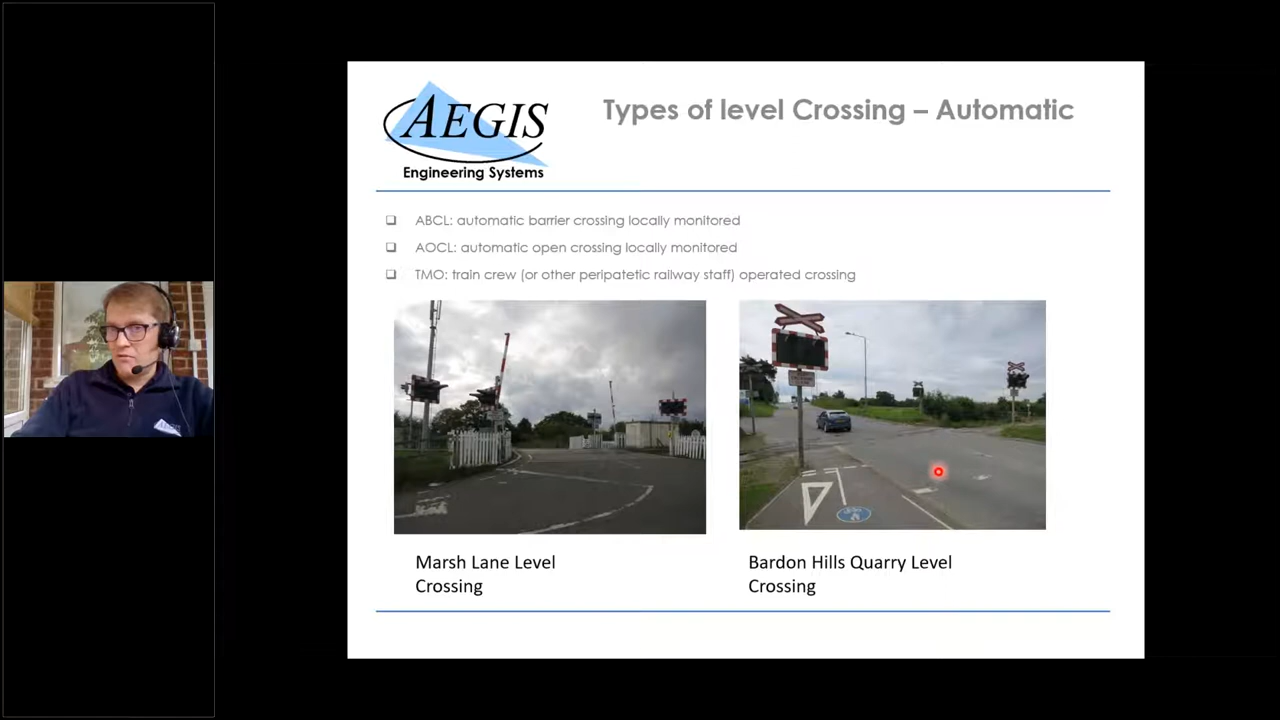 AEGIS
Engineering Systems
Types of level Crossing – Automatic
❑ ABCL: automatic barrier crossing locally monitored
❑ AOCL: automatic open crossing locally monitored
❑ TMO: train crew (or other peripatetic railway staff) operated crossing
Marsh Lane Level
Crossing
Bardon Hills Quarry Level
Crossing